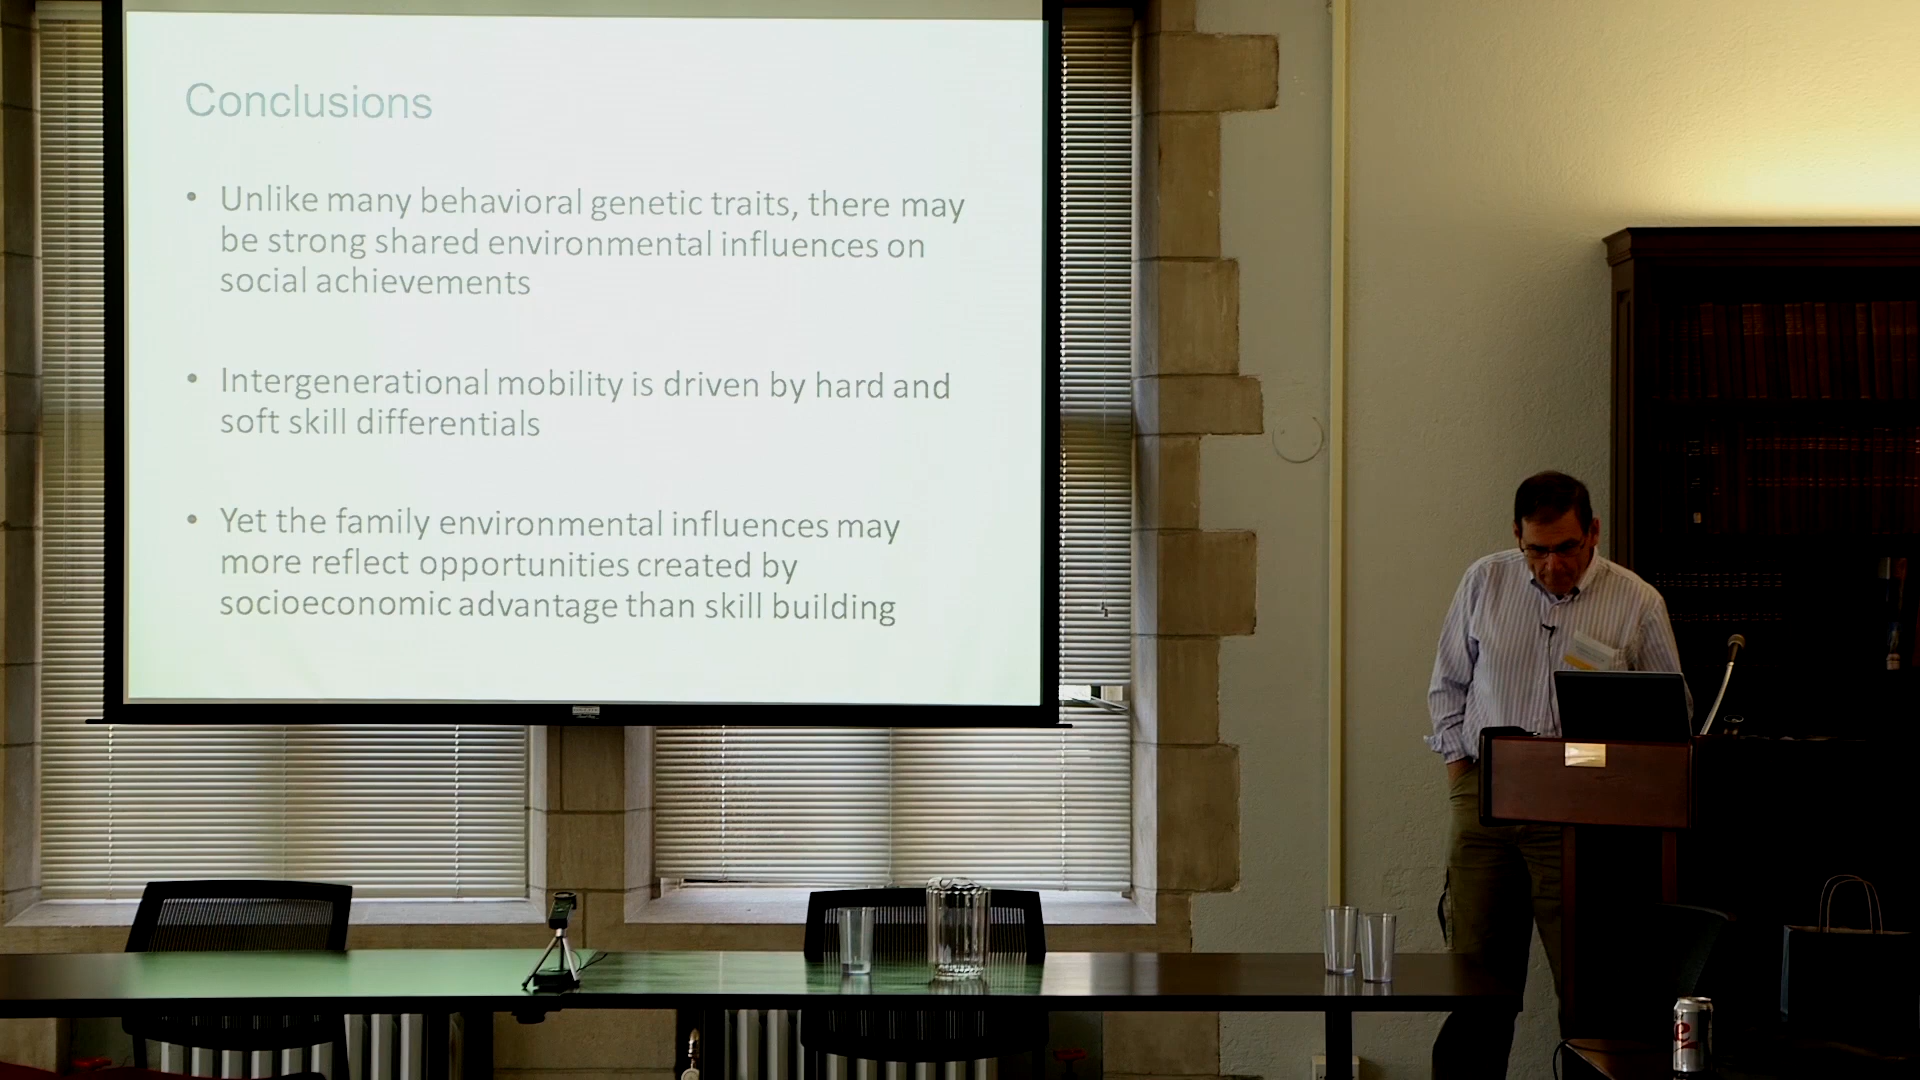 Conclusions
• Unlike many behavioral genetic traits, there may
be strong shared environmental influences on
social achievements
• Intergenerational mobility is driven by hard and
soft skill differentials
• Yet the family environmental influences may
more reflect opportunities created by
socioeconomic advantage than skill building